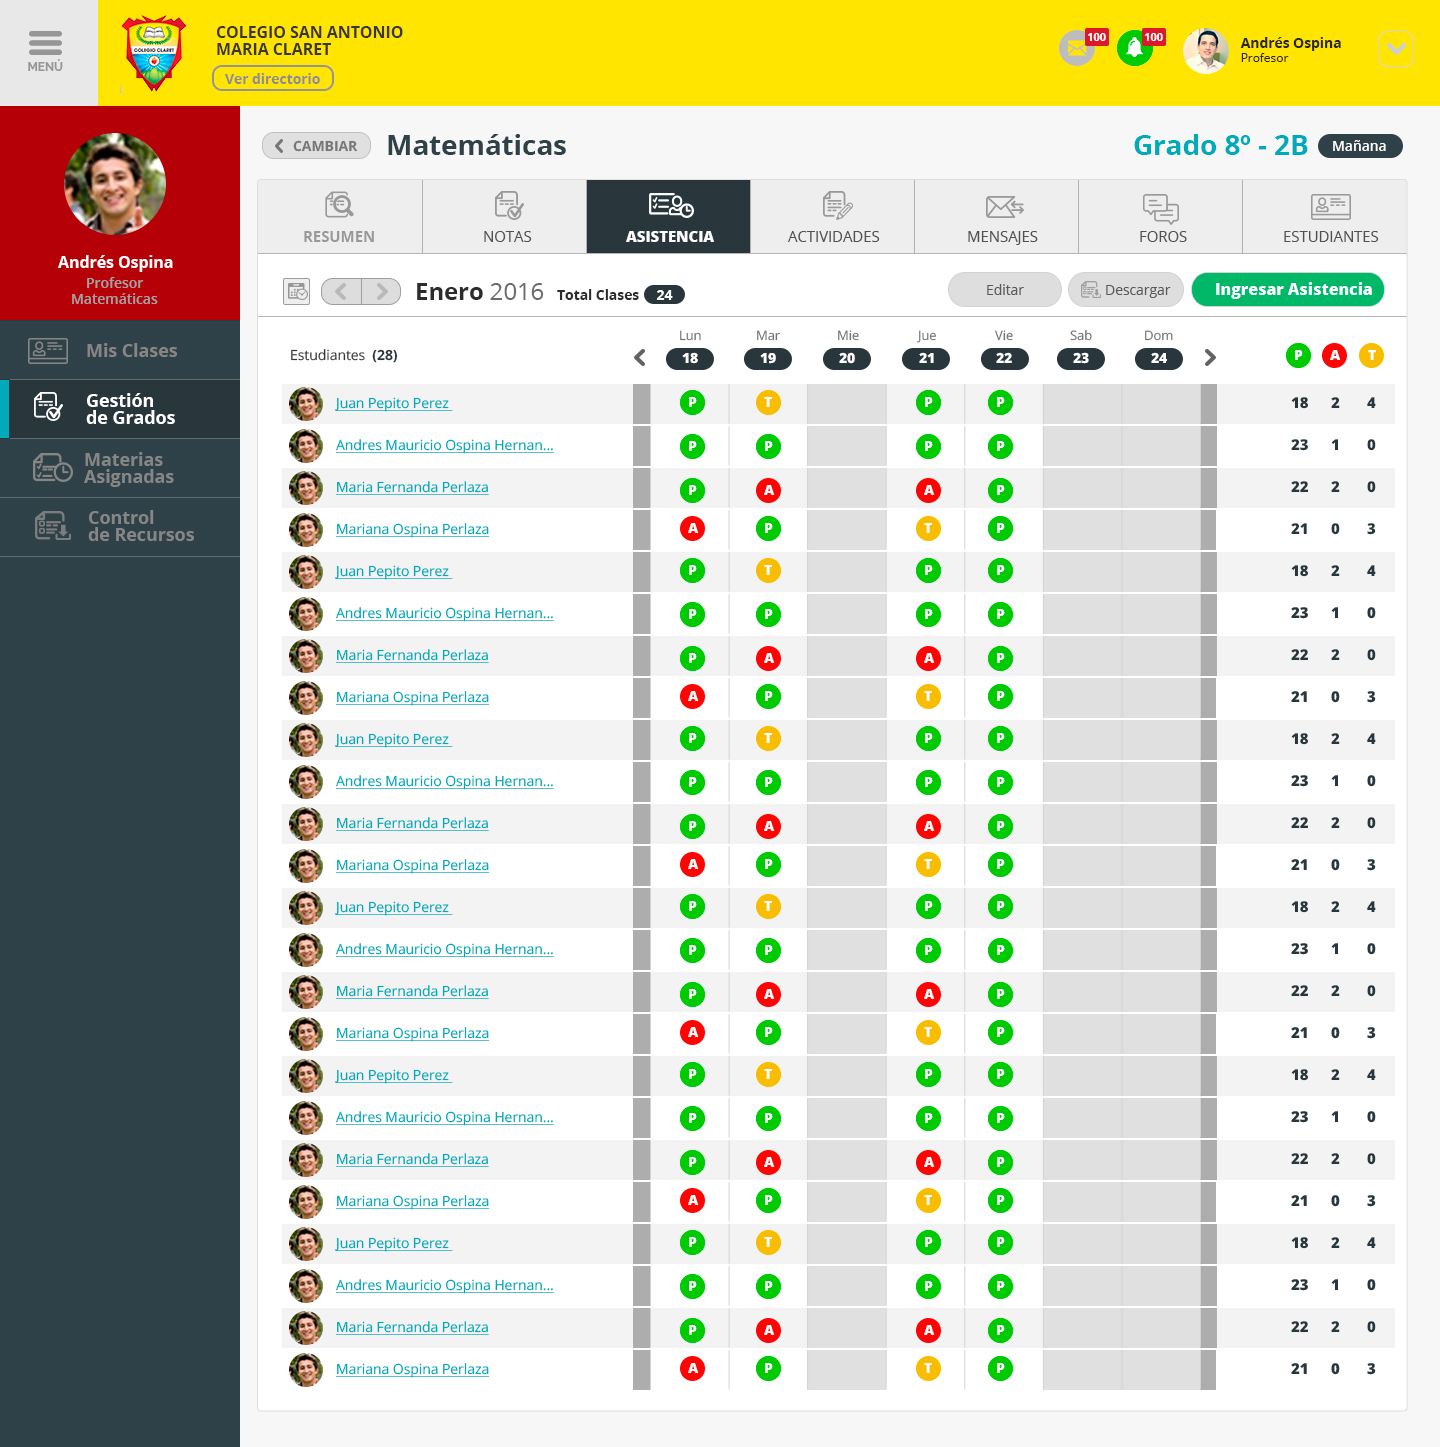 MENÚ
COLEGIO CLARET
COLEGIO SAN ANTONIO
MARIA CLARET
Ver directorio
100
100
Andrés Ospina
Profesor
Andrés Ospina
Profesor
Matemáticas
Mis Clases
Gestión
de Grados
Materias
Asignadas
Control
de Recursos
CAMBIAR Matemáticas Grado 8º - 2B Mañana
RESUMEN NOTAS ASISTENCIA ACTIVIDADES MENSAJES FOROS ESTUDIANTES
Enero 2016 Total Clases 24 Editar Descargar Ingresar Asistencia
Lun Mar Mie Jue Vie Sab Dom
Estudiantes (28) 18 19 20 21 22 23 24 P A T
Juan Pepito Perez P T P P 18 2 4
Andres Mauricio Ospina Hernan... P P P P 23 1 0
Maria Fernanda Perlaza P A A P 22 2 0
Mariana Ospina Perlaza A P T P 21 0 3
Juan Pepito Perez P T P P 18 2 4
Andres Mauricio Ospina Hernan... P P P P 23 1 0
Maria Fernanda Perlaza P A A P 22 2 0
Mariana Ospina Perlaza A P T P 21 0 3
Juan Pepito Perez P T P P 18 2 4
Andres Mauricio Ospina Hernan... P P P P 23 1 0
Maria Fernanda Perlaza P A A P 22 2 0
Mariana Ospina Perlaza A P T P 21 0 3
Juan Pepito Perez P T P P 18 2 4
Andres Mauricio Ospina Hernan... P P P P 23 1 0
Maria Fernanda Perlaza P A A P 22 2 0
Mariana Ospina Perlaza A P T P 21 0 3
Juan Pepito Perez P T P P 18 2 4
Andres Mauricio Ospina Hernan... P P P P 23 1 0
Maria Fernanda Perlaza P A A P 22 2 0
Mariana Ospina Perlaza A P T P 21 0 3
Juan Pepito Perez P T P P 18 2 4
Andres Mauricio Ospina Hernan... P P P P 23 1 0
Maria Fernanda Perlaza P A A P 22 2 0
Mariana Ospina Perlaza A P T P 21 0 3